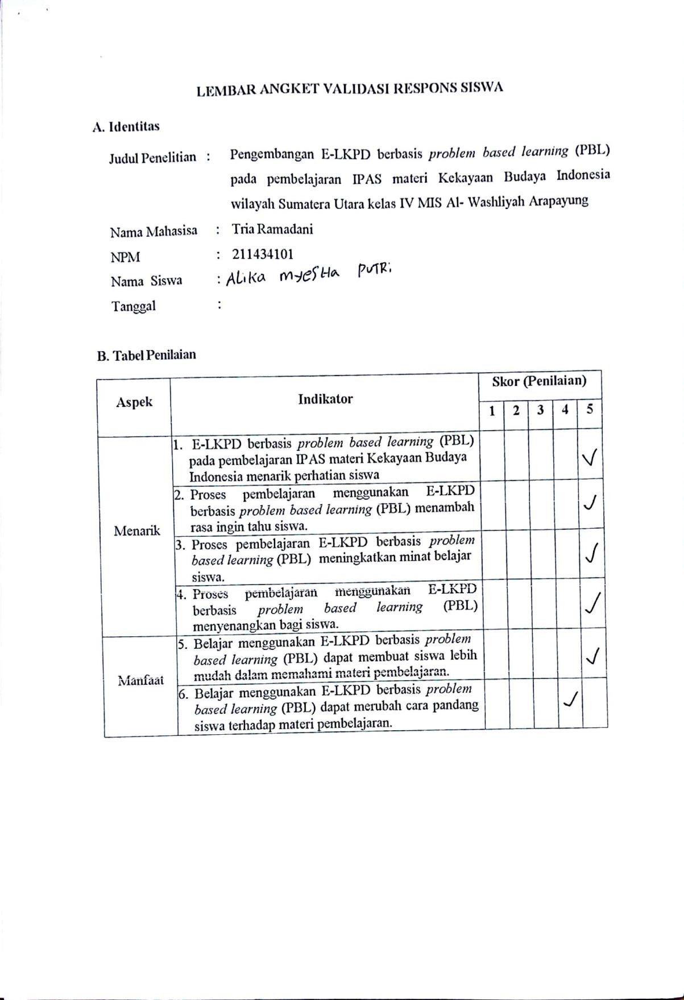 LEMBAR ANGKET VALIDASI RESPONS SISWA
A. Identitas
Judul Penelitian : Pengembangan E-LKPD berbasis problem based learning (PBL)
pada pembelajaran IPAS materi Kekayaan Budaya Indonesia
wilayah Sumatera Utara kelas IV MIS Al- Washliyah Arapayung
Nama Mahasisa : Tria Ramadani
NPM : 211434101
Nama Siswa : ALiKa myesHa PUTRi
Tanggal :
B. Tabel Penilaian
Aspek Indikator Skor (Penilaian)
1 2 3 4 5
Menarik
1. E-LKPD berbasis problem based learning (PBL)
pada pembelajaran IPAS materi Kekayaan Budaya
Indonesia menarik perhatian siswa ✓
2. Proses pembelajaran menggunakan E-LKPD
berbasis problem based learning (PBL) menambah
rasa ingin tahu siswa. ✓
3. Proses pembelajaran E-LKPD berbasis problem
based learning (PBL) meningkatkan minat belajar
siswa. ✓
4. Proses pembelajaran menggunakan E-LKPD
berbasis problem based learning (PBL)
menyenangkan bagi siswa. ✓
Manfaat
5. Belajar menggunakan E-LKPD berbasis problem
based learning (PBL) dapat membuat siswa lebih
mudah dalam memahami materi pembelajaran. ✓
6. Belajar menggunakan E-LKPD berbasis problem
based learning (PBL) dapat merubah cara pandang
siswa terhadap materi pembelajaran. ✓